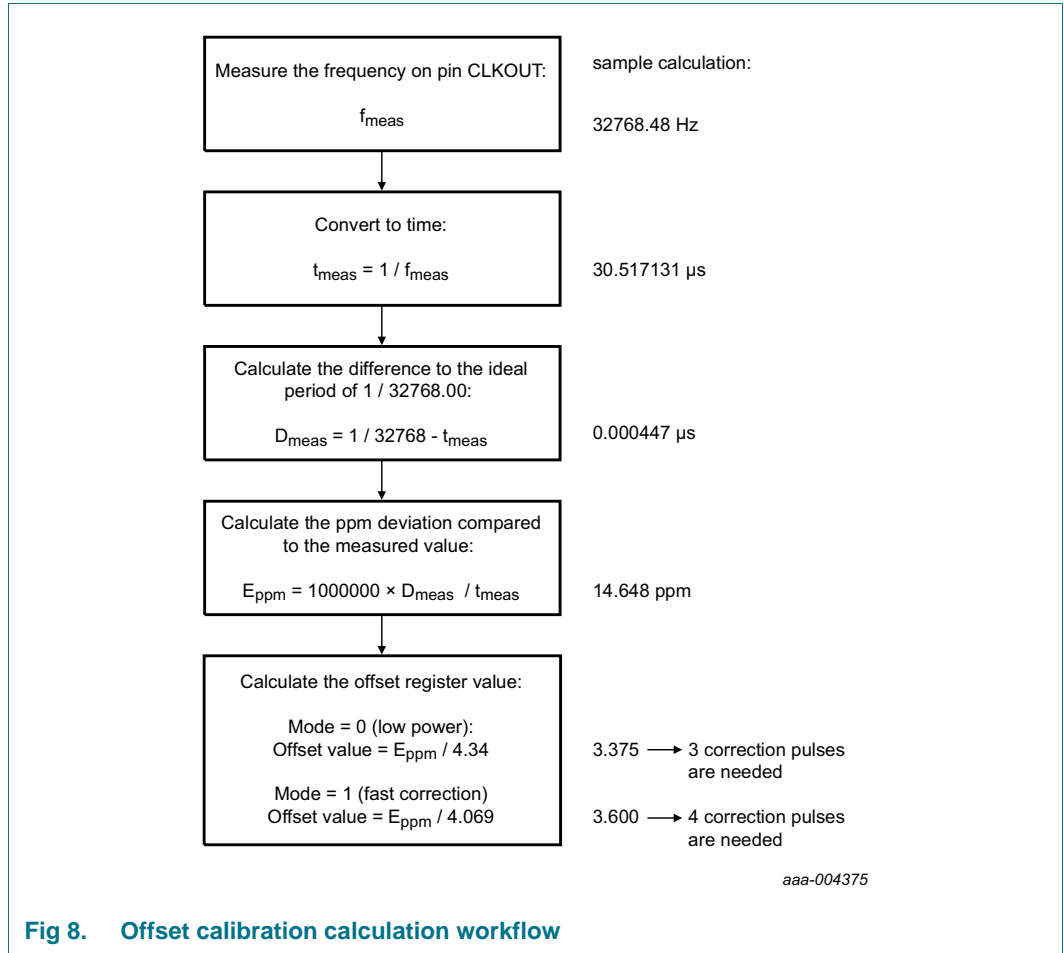 Measure the frequency on pin CLKOUT:
fmeas
sample calculation:
32768.48 Hz
Convert to time:
tmeas = 1 / fmeas
30.517131 µs
Calculate the difference to the ideal
period of 1 / 32768.00:
Dmeas = 1 / 32768 - tmeas
0.000447 µs
Calculate the ppm deviation compared
to the measured value:
Eppm = 1000000 × Dmeas / tmeas
14.648 ppm
Calculate the offset register value:
Mode = 0 (low power):
Offset value = Eppm / 4.34
3.375 → 3 correction pulses
are needed
Mode = 1 (fast correction)
Offset value = Eppm / 4.069
3.600 → 4 correction pulses
are needed
aaa-004375
Fig 8. Offset calibration calculation workflow